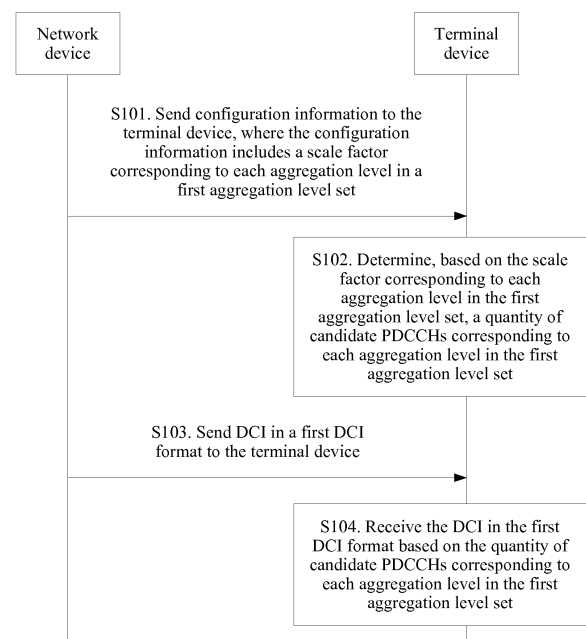 Network
device
Terminal
device
S101. Send configuration information to the
terminal device, where the configuration
information includes a scale factor
corresponding to each aggregation level in a
first aggregation level set
S102. Determine, based on the scale
factor corresponding to each
aggregation level in the first
aggregation level set, a quantity of
candidate PDCCHs corresponding to
each aggregation level in the first
aggregation level set
S103. Send DCI in a first DCI
format to the terminal device
S104. Receive the DCI in the first
DCI format based on the quantity of
candidate PDCCHs corresponding to
each aggregation level in the first
aggregation level set